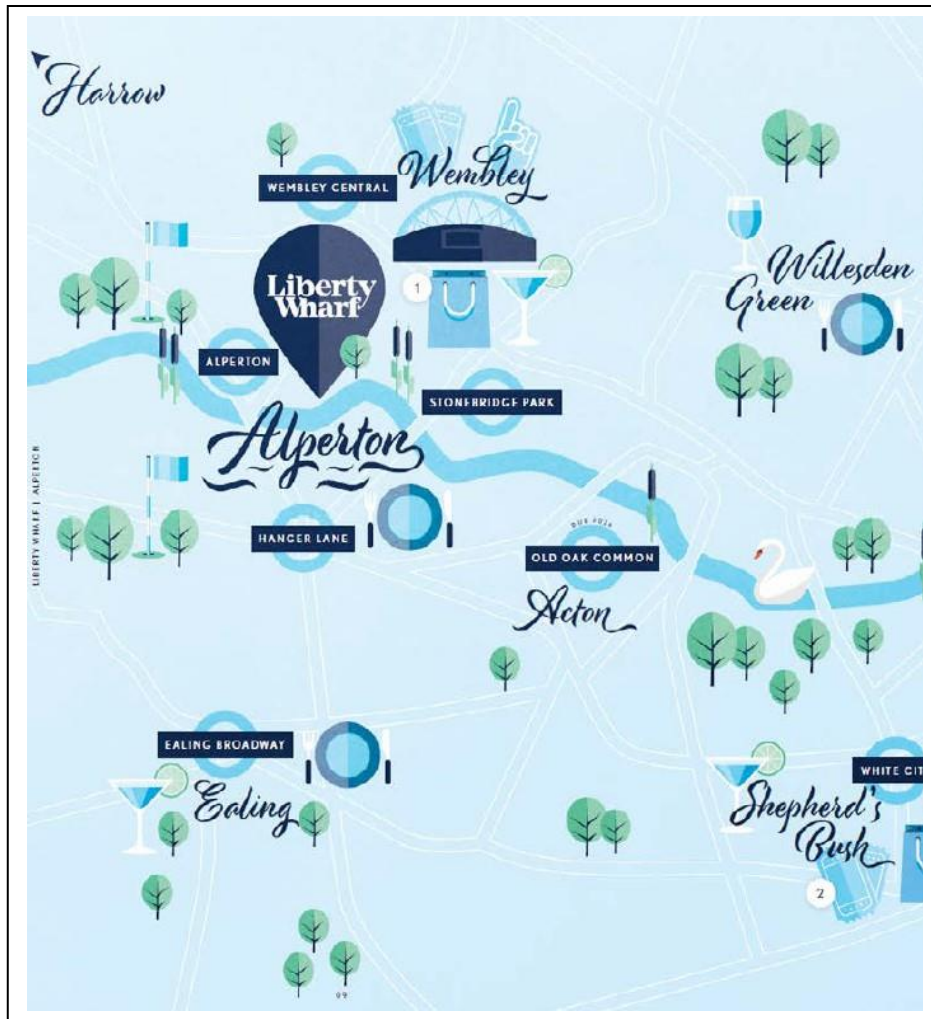 Harrow
WEMBLEY CENTRAL
Wembley
Willesden
Green
Liberty
Wharf
1
ALPERTON
STONEBRIDGE PARK
Alperton
LIBERTY WHARF | ALPERTON
HANGER LANE
OLD OAK COMMON
Acton
EALING BROADWAY
Ealing
WHITE CIT
Shepherd's
Bush
2